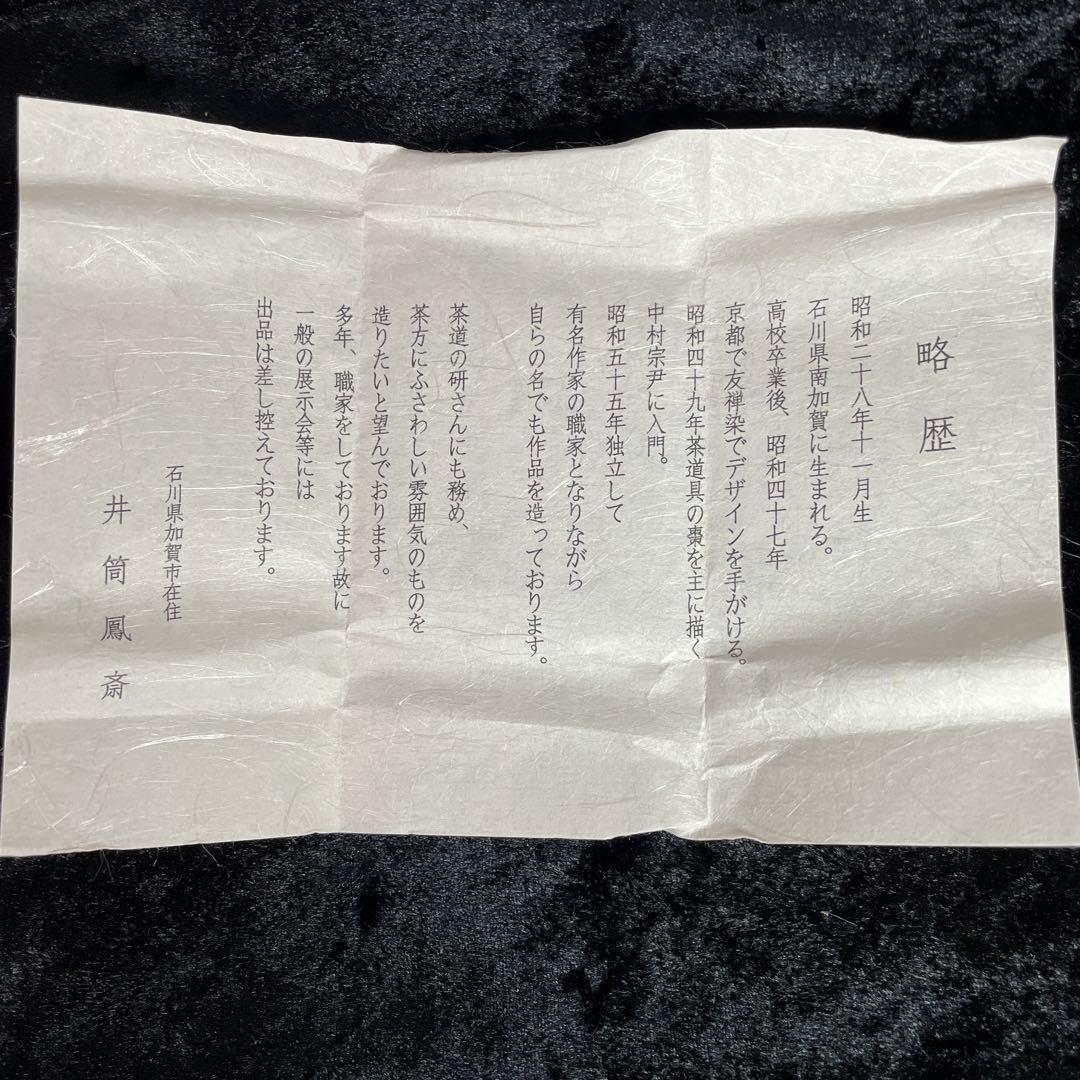 略歴
昭和二十八年十一月生
石川県南加賀に生まれる。
高校卒業後、昭和四十七年
京都で友禅染でデザインを手がける。
昭和四十九年茶道具の棗を主に描く
中村宗尹に入門。
昭和五十五年独立して
有名作家の職家となりながら
自らの名でも作品を造っております。
茶道の研さんにも務め、
茶方にふさわしい雰囲気のものを
造りたいと望んでおります。
多年、職家をしております故に
一般の展示会等には
出品は差し控えております。
石川県加賀市在住
井筒鳳斎